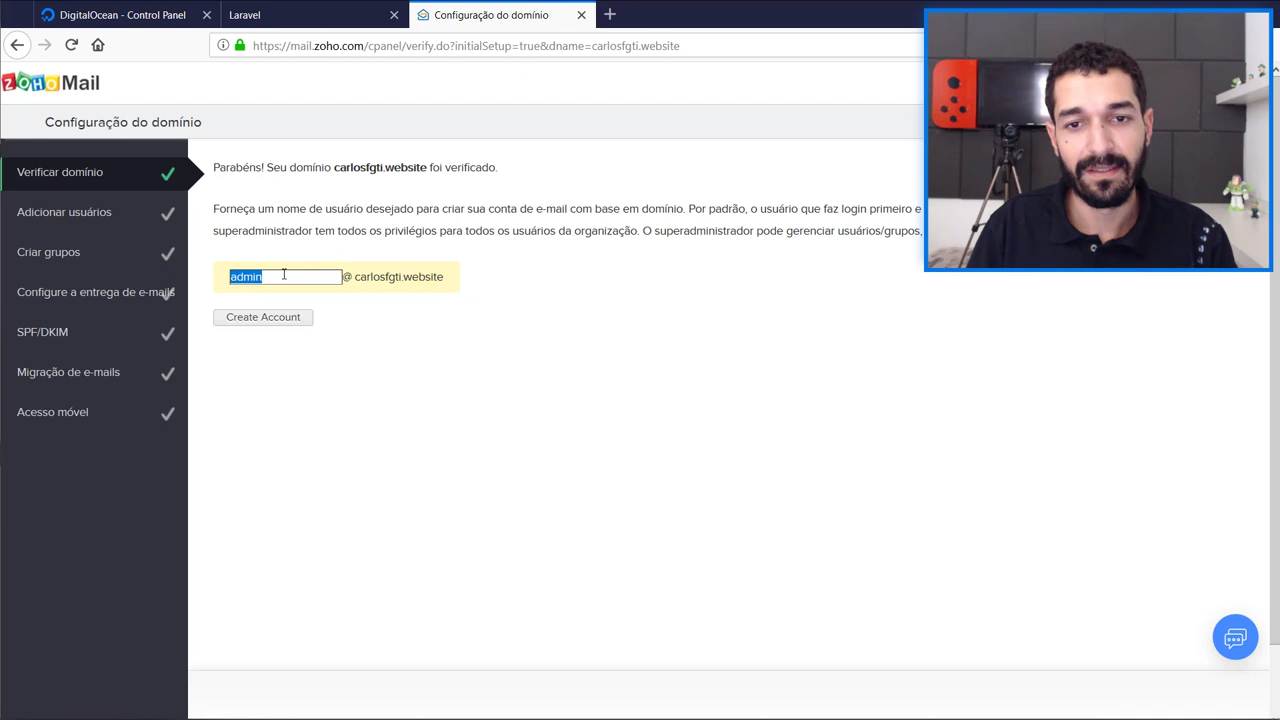 DigitalOcean - Control Panel
Laravel
Configuração do domínio
https://mail.zoho.com/cpanel/verify.do?initialSetup=true&dname=carlosfgti.website
ZOHO Mail
Configuração do domínio
Verificar domínio
Adicionar usuários
Criar grupos
Configure a entrega de e-mails
SPF/DKIM
Migração de e-mails
Acesso móvel
Parabéns! Seu domínio carlosfgti.website foi verificado.
Forneça um nome de usuário desejado para criar sua conta de e-mail com base em domínio. Por padrão, o usuário que faz login primeiro e
superadministrador tem todos os privilégios para todos os usuários da organização. O superadministrador pode gerenciar usuários/grupos,
admin @ carlosfgti.website
Create Account